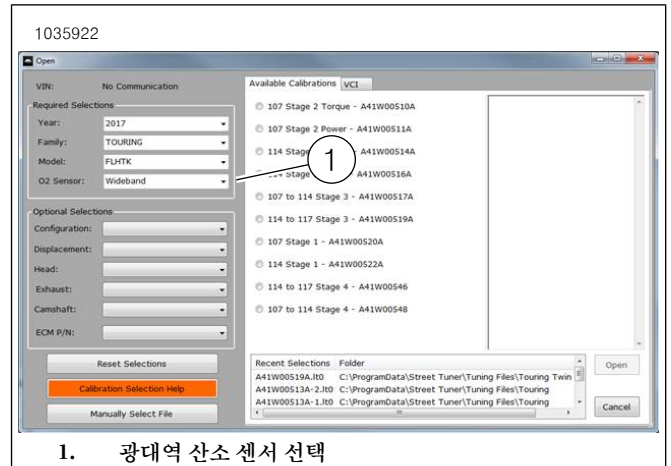 1035922
Open
VIN: No Communication
Required Selections
Year: 2017
Family: TOURING
Model: FLHTK
O2 Sensor: Wideband
Optional Selections
Configuration:
Displacement:
Head:
Exhaust:
Camshaft:
ECM P/N:
Reset Selections
Calibration Selection Help
Manually Select File
Available Calibrations VCI
107 Stage 2 Torque - A41W00510A
107 Stage 2 Power - A41W00511A
114 Stage A41W00514A
114 Stage A41W00516A
107 to 114 Stage 3 - A41W00517A
114 to 117 Stage 3 - A41W00519A
107 Stage 1 - A41W00520A
114 Stage 1 - A41W00522A
114 to 117 Stage 4 - A41W00546
107 to 114 Stage 4 - A41W00548
1
Recent Selections Folder
A41W00519A.lt0 C:\ProgramData\Street Tuner\Tuning Files\Touring Twin
A41W00513A-2.lt0 C:\ProgramData\Street Tuner\Tuning Files\Touring
A41W00513A-1.lt0 C:\ProgramData\Street Tuner\Tuning Files\Touring
Open
Cancel
1. 광대역 산소 센서 선택